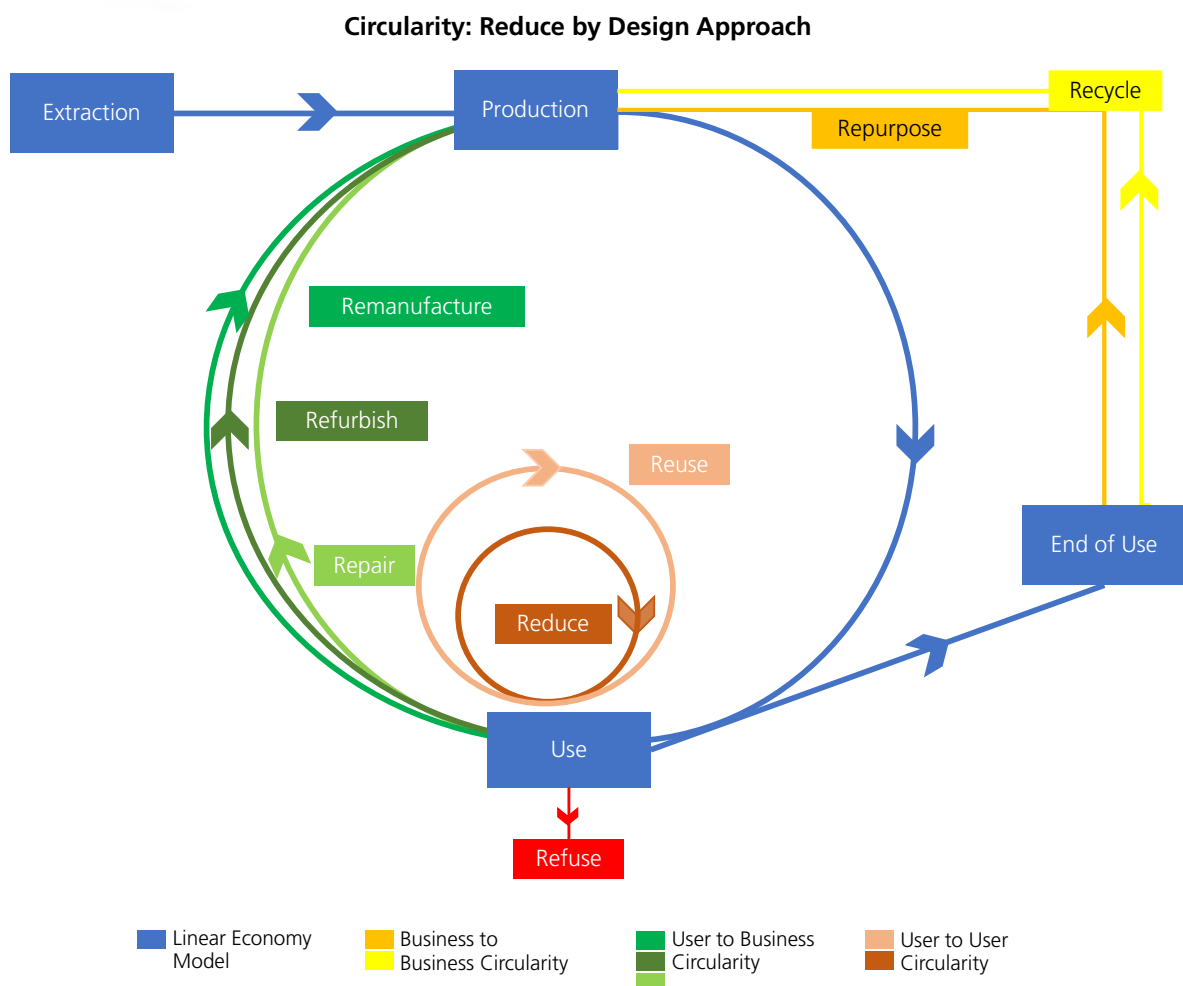 Circularity: Reduce by Design Approach
Extraction
Production
Recycle
Repurpose
Remanufacture
Refurbish
Reuse
Repair
End of Use
Reduce
Use
Refuse
Linear Economy
Model
Business to
Business Circularity
User to Business
Circularity
User to User
Circularity